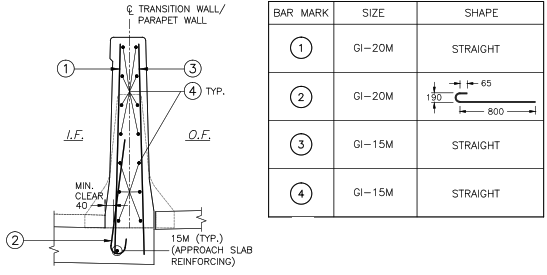 ℄ TRANSITION WALL/
PARAPET WALL
1
3
4 TYP.
I.F.
O.F.
MIN.
CLEAR
40
2
15M (TYP.)
(APPROACH SLAB
REINFORCING)
BAR MARK SIZE SHAPE
1 GI-20M STRAIGHT
2 GI-20M 65
190
800
3 GI-15M STRAIGHT
4 GI-15M STRAIGHT